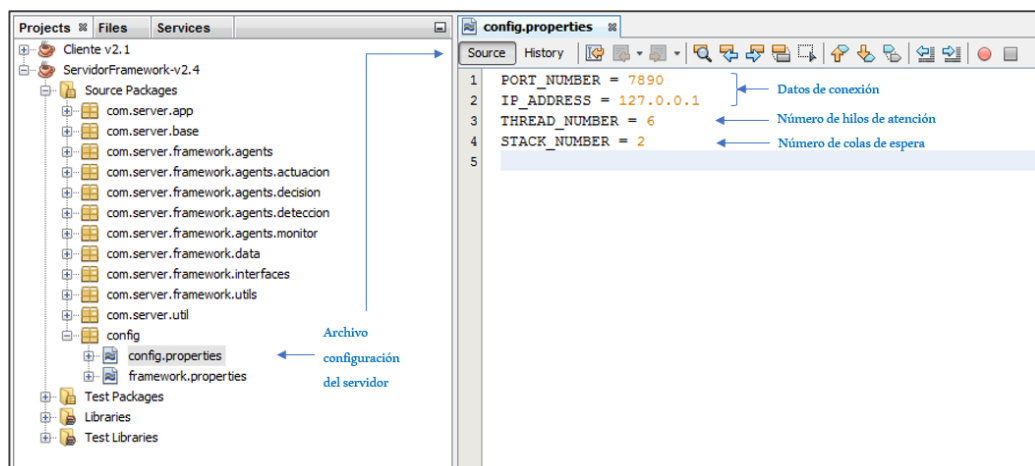 Projects Files Services
Cliente v2.1
ServidorFramework-v2.4
Source Packages
com.server.app
com.server.base
com.server.framework.agents
com.server.framework.agents.actuacion
com.server.framework.agents.decision
com.server.framework.agents.deteccion
com.server.framework.agents.monitor
com.server.framework.data
com.server.framework.interfaces
com.server.framework.utils
com.server.util
config
config.properties
framework.properties
Test Packages
Libraries
Test Libraries
Archivo
configuración
del servidor
config.properties
Source History
1 PORT_NUMBER = 7890
2 IP_ADDRESS = 127.0.0.1
3 THREAD_NUMBER = 6
4 STACK_NUMBER = 2
5
Datos de conexión
Número de hilos de atención
Número de colas de espera